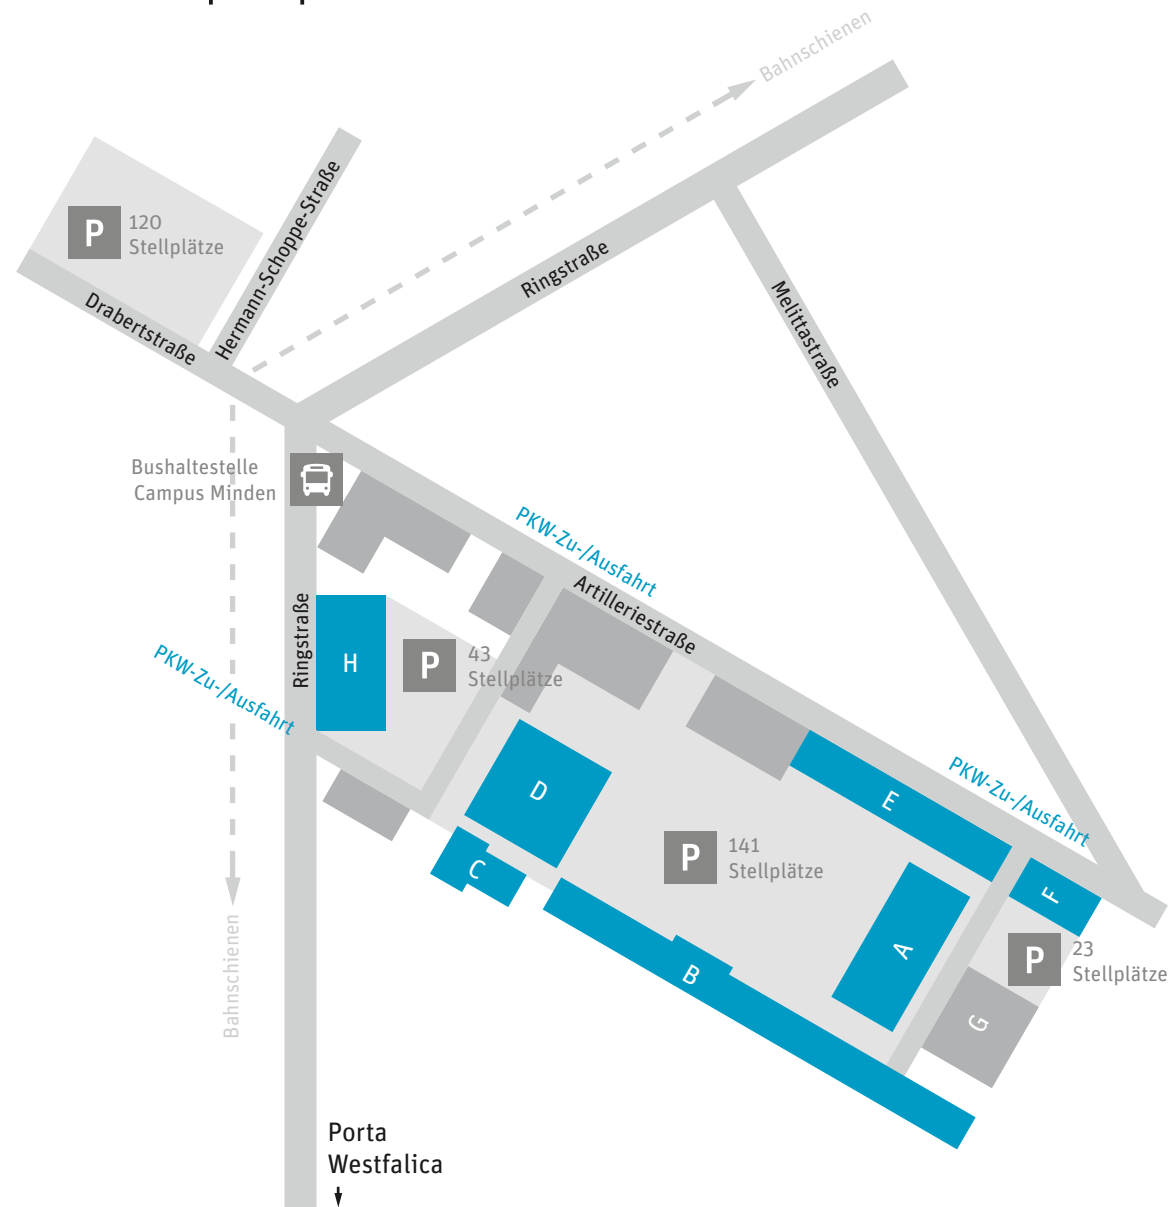 Bahnschienen
Hermann-Schoppe-Straße
P
120
Stellplätze
Ringstraße
Drabertstraße
Melittastraße
Bushaltestelle
Campus Minden
PKW-Zu-/Ausfahrt
Artilleriestraße
Ringstraße
H
P
43
Stellplätze
PKW-Zu-/Ausfahrt
D
E
PKW-Zu-/Ausfahrt
P
141
Stellplätze
C
F
A
B
P
23
Stellplätze
G
Bahnschienen
Porta
Westfalica